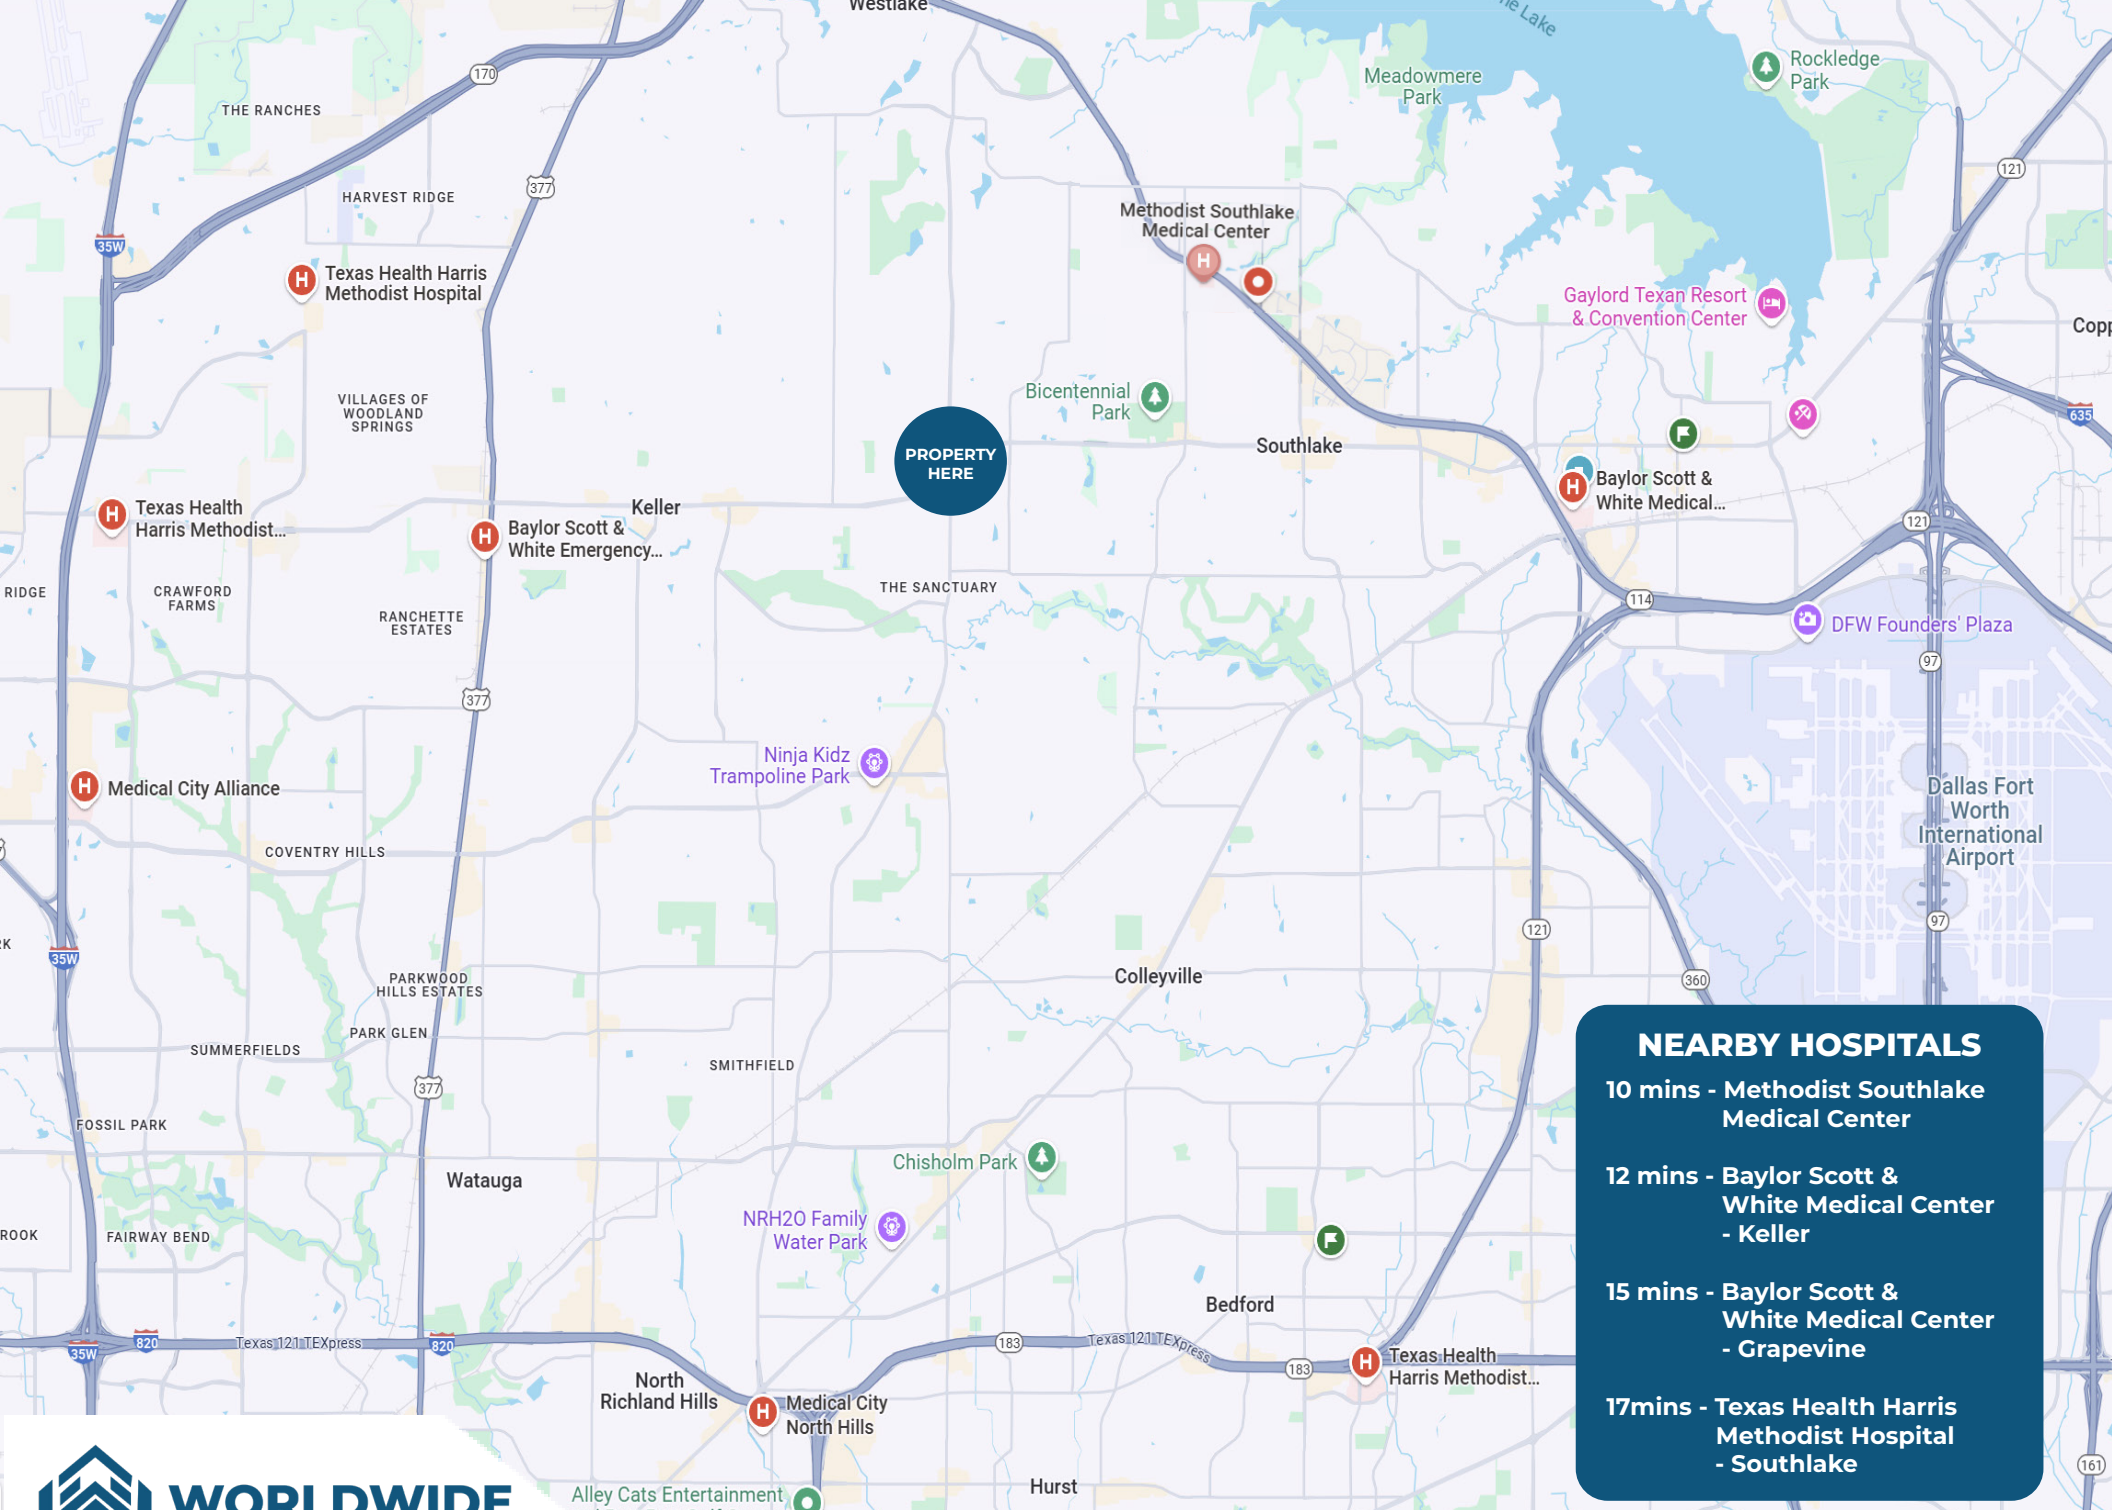 Westlake
ne Lake
Rockledge
Park
Meadowmere
Park
170
THE RANCHES
121
377
HARVEST RIDGE
Methodist Southlake
Medical Center
35W
H
H
Texas Health Harris
Methodist Hospital
Gaylord Texan Resort
& Convention Center
Copp
VILLAGES OF
WOODLAND
SPRINGS
Bicentennial
Park
635
PROPERTY
HERE
Southlake
H
Baylor Scott &
White Medical...
H
Texas Health
Harris Methodist...
Keller
H
Baylor Scott &
White Emergency...
121
RIDGE
CRAWFORD
FARMS
THE SANCTUARY
114
RANCHETTE
ESTATES
DFW Founders' Plaza
97
377
Ninja Kidz
Trampoline Park
H
Medical City Alliance
Dallas Fort
Worth
International
Airport
COVENTRY HILLS
97
121
RK
35W
PARKWOOD
HILLS ESTATES
Colleyville
360
PARK GLEN
SUMMERFIELDS
SMITHFIELD
377
FOSSIL PARK
Chisholm Park
Watauga
NRH2O Family
Water Park
ROOK
FAIRWAY BEND
Bedford
35W
820
Texas 121 TEXpress
820
183
Texas 121 TEXpress
183
H
Texas Health
Harris Methodist...
North
Richland Hills
H
Medical City
North Hills
161
Hurst
Alley Cats Entertainment
WORLDWIDE
NEARBY HOSPITALS
10 mins - Methodist Southlake
Medical Center
12 mins - Baylor Scott &
White Medical Center
- Keller
15 mins - Baylor Scott &
White Medical Center
- Grapevine
17mins - Texas Health Harris
Methodist Hospital
- Southlake